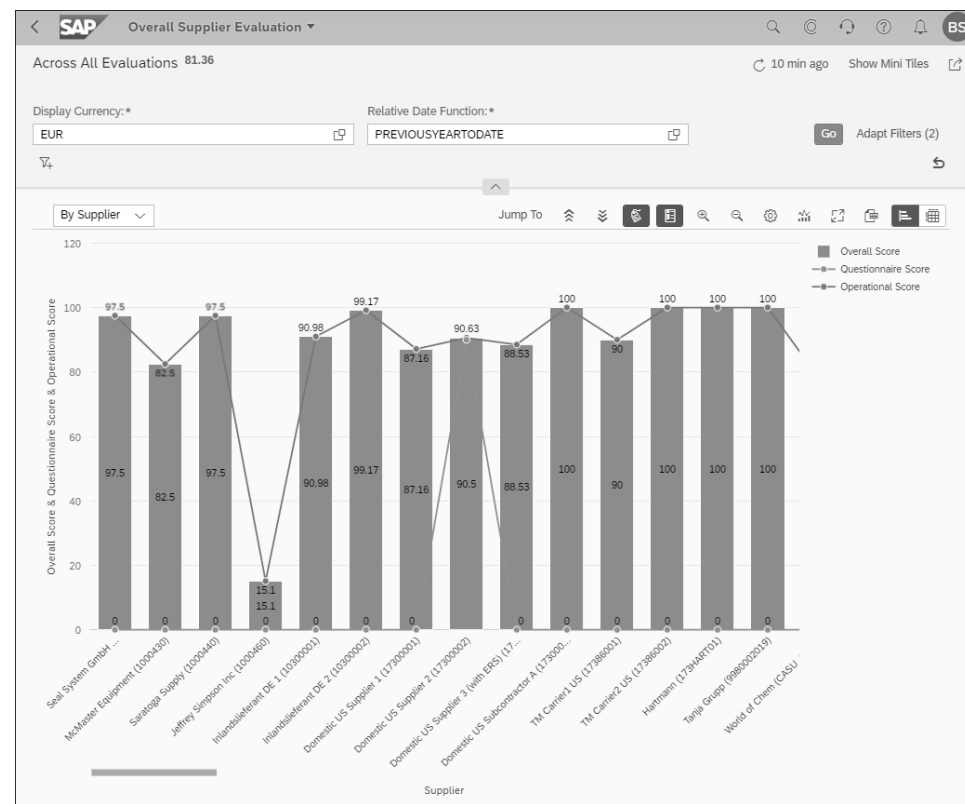 SAP Overall Supplier Evaluation BS
Across All Evaluations 81.36 10 min ago Show Mini Tiles
Display Currency:* Relative Date Function:*
EUR PREVIOUSYEARTODATE Go Adapt Filters (2)
By Supplier Jump To
Overall Score
Questionnaire Score
Operational Score
Overall Score & Questionnaire Score & Operational Score
120
100
80
60
40
20
0
97.5 82.5 97.5 15.1 90.98 99.17 87.16 90.63 88.53 100 90 100 100 100
97.5 82.5 97.5 15.1 90.98 99.17 87.16 90.5 88.53 100 90 100 100 100
0 0 0 0 0 0 0 0 0 0 0 0 0
Seal System GmbH ...
McMaster Equipment (1000430)
Saratoga Supply (1000440)
Jeffrey Simpson Inc (1000460)
Inlandslieferant DE 1 (10300001)
Inlandslieferant DE 2 (10300002)
Domestic US Supplier 1 (17300001)
Domestic US Supplier 2 (17300002)
Domestic US Supplier 3 (with ERS) (17...
Domestic US Subcontractor A (173000...
TM Carrier1 US (17386001)
TM Carrier2 US (17386002)
Hartmann (173HART01)
Tanja Grupp (9980002019)
World of Chem (CASU
Supplier